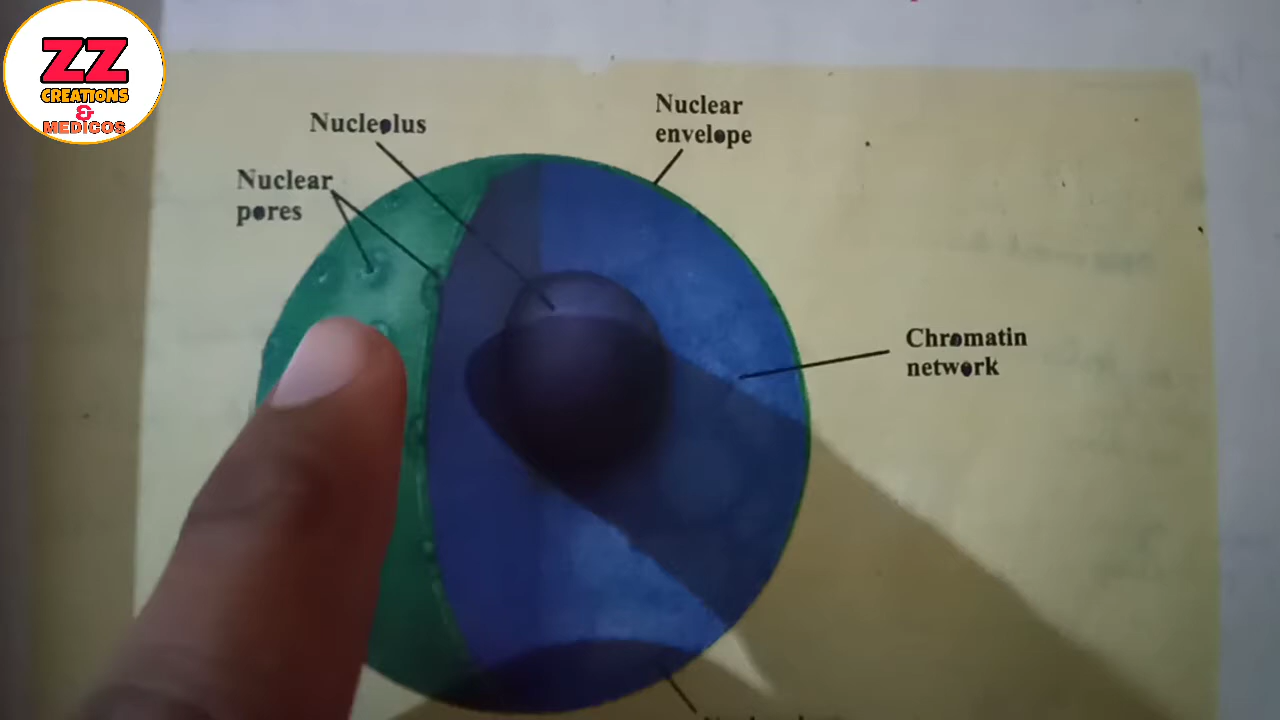 ZZ
CREATIONS
&
MEDICOS
Nuclear
envelope
Nucleolus
Nuclear
pores
Chromatin
network